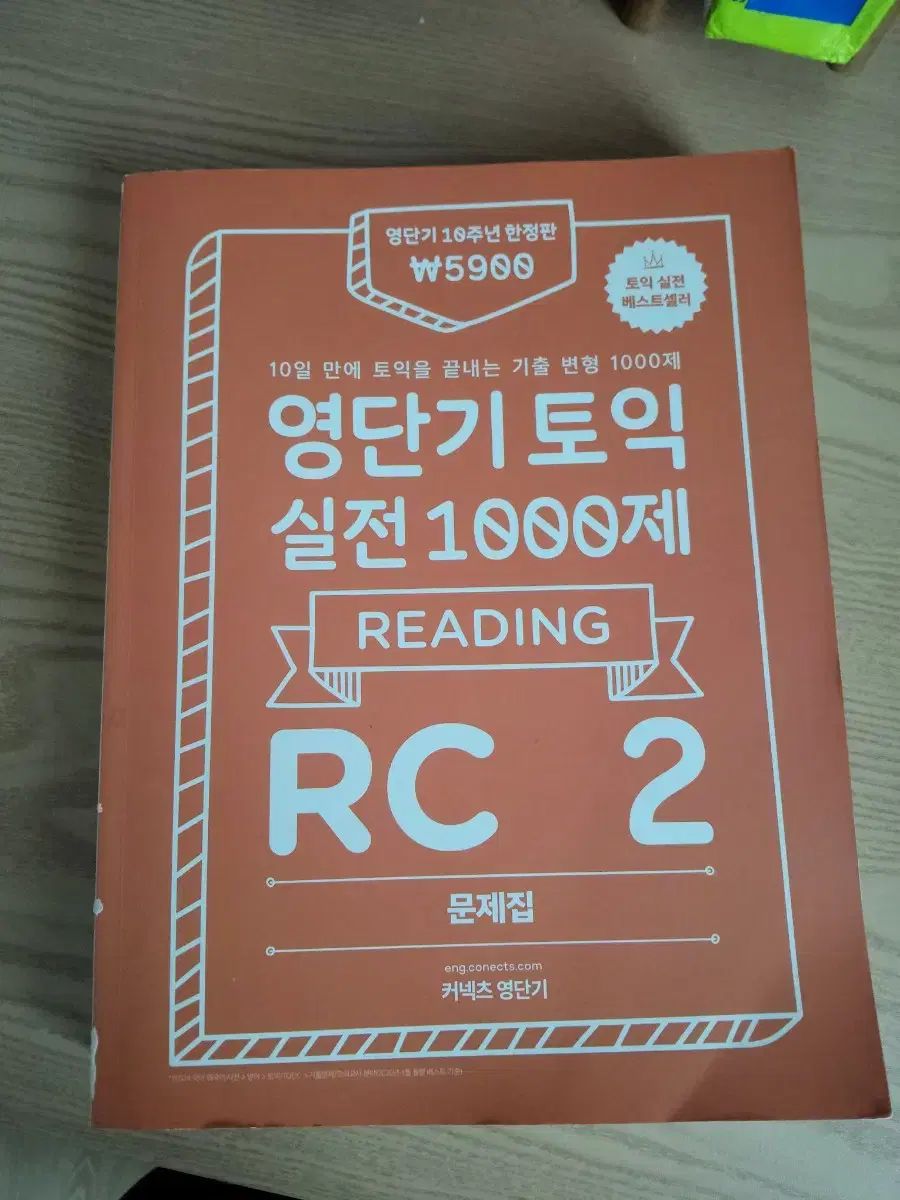 영단기 10주년 한정판
₩5900
토익 실전
베스트셀러
10일 만에 토익을 끝내는 기출 변형 1000제
영단기 토익
실전 1000제
READING
RC 2
문제집
eng.conects.com
커넥츠 영단기